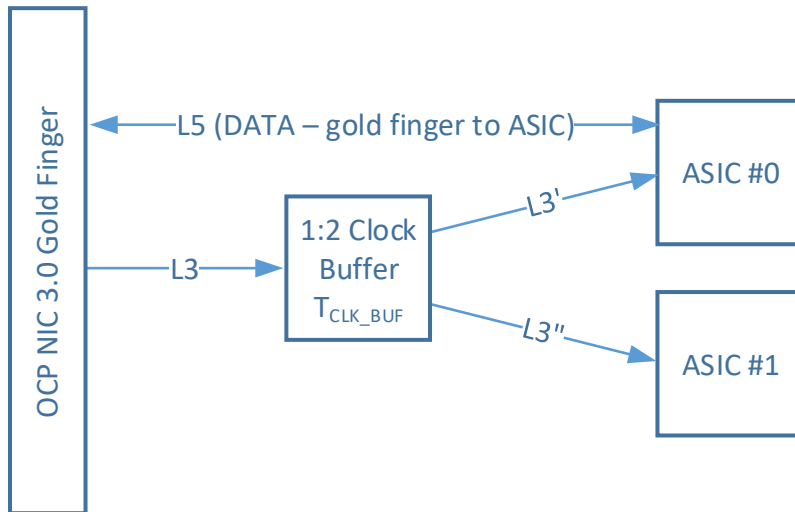 OCP NIC 3.0 Gold Finger
L5 (DATA – gold finger to ASIC)
ASIC #0
L3'
1:2 Clock
Buffer
T_CLK_BUF
L3
L3"
ASIC #1